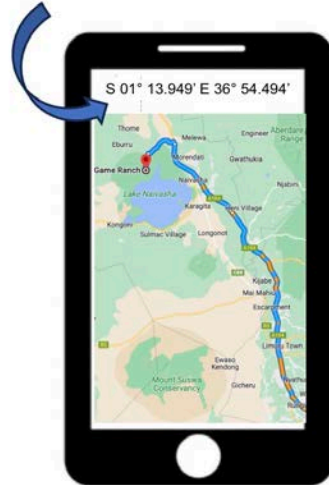 S 01° 13.949' E 36° 54.494'
Thome
Eburru
Melewa
Engineer
Aberdare
Range
Game Ranch
Morendati
Gwathukia
Naivasha
Njabini
Lake Naivasha
Karagita
Kongoni
Sulmac Village
Longonot
Kijabe
Mai Mahiu
Escarpment
Limuru Town
Ewaso
Kendong
Mount Suswa
Conservancy
Gicheru